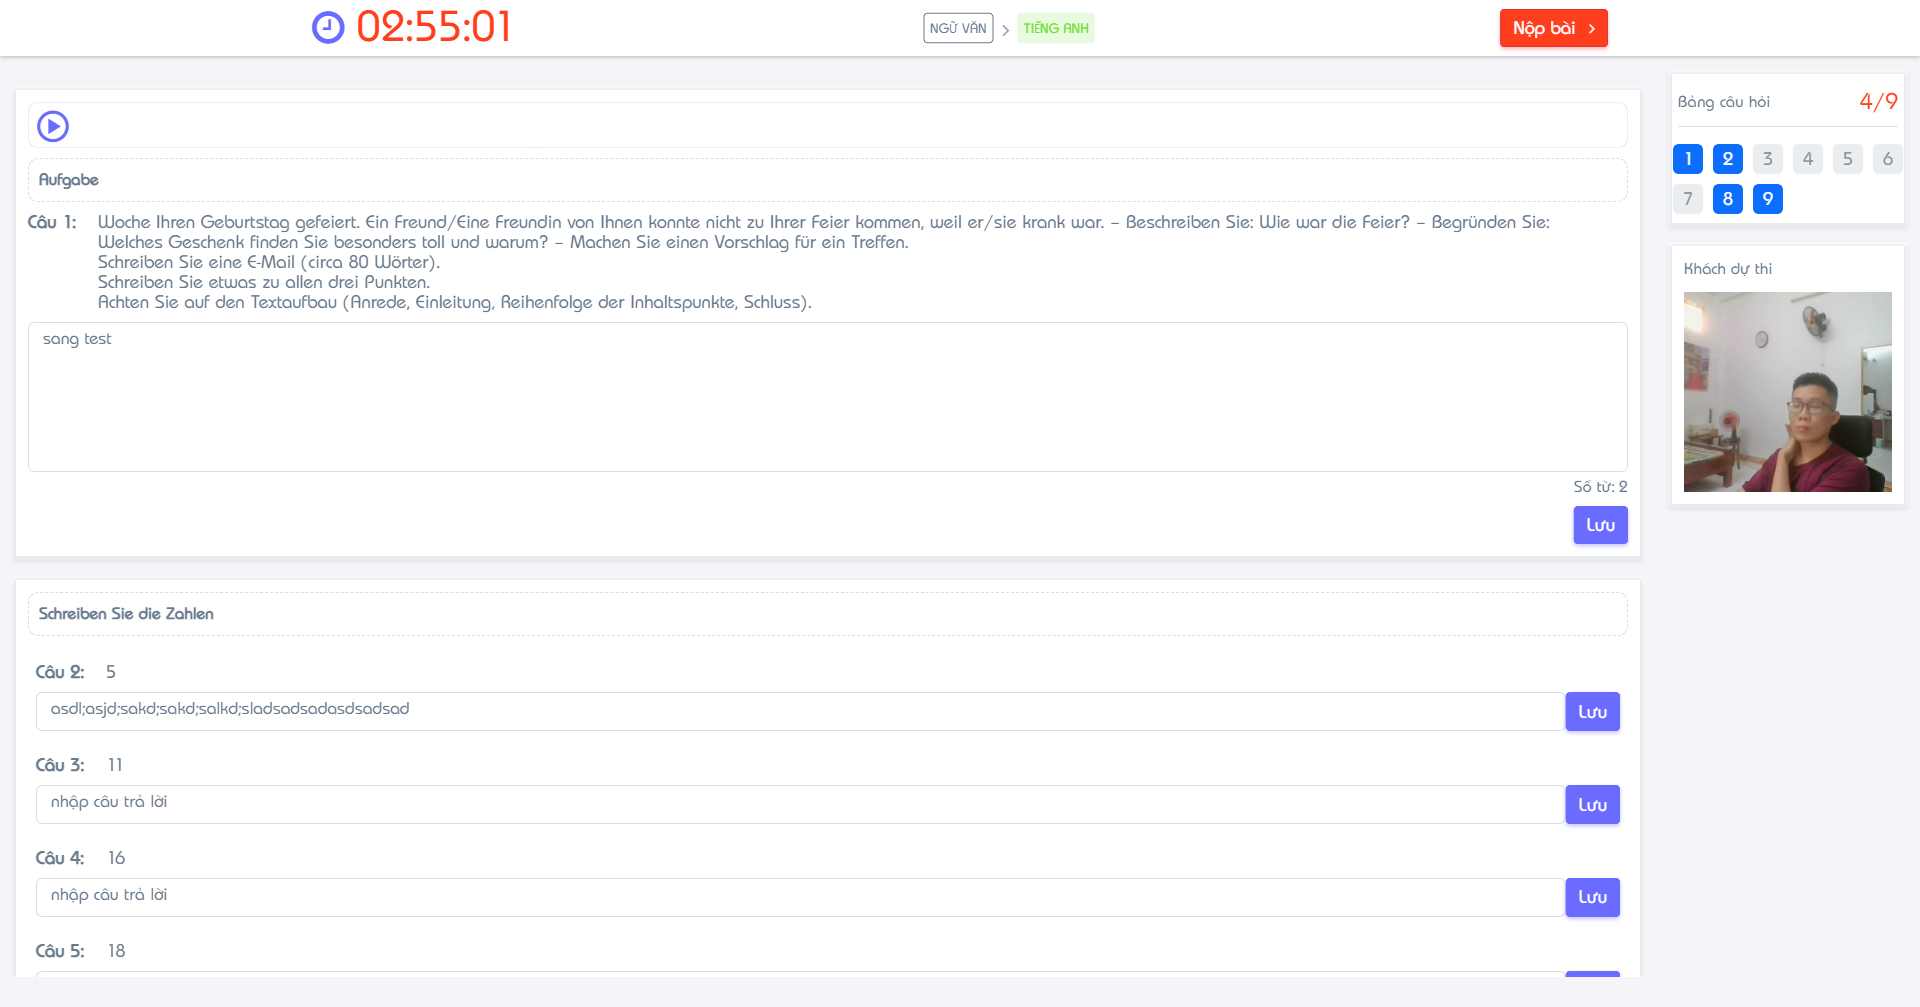 02:55:01
NGỮ VĂN
TIẾNG ANH
Nộp bài
Aufgabe
Câu 1: Woche Ihren Geburtstag gefeiert. Ein Freund/Eine Freundin von Ihnen konnte nicht zu Ihrer Feier kommen, weil er/sie krank war. – Beschreiben Sie: Wie war die Feier? – Begründen Sie:
Welches Geschenk finden Sie besonders toll und warum? – Machen Sie einen Vorschlag für ein Treffen.
Schreiben Sie eine E-Mail (circa 80 Wörter).
Schreiben Sie etwas zu allen drei Punkten.
Achten Sie auf den Textaufbau (Anrede, Einleitung, Reihenfolge der Inhaltspunkte, Schluss).
sang test
Số từ: 2
Lưu
Schreiben Sie die Zahlen
Câu 2: 5
asdl;asjd;sakd;sakd;salkd;sladsadsadasdsadsad
Lưu
Câu 3: 11
nhập câu trả lời
Lưu
Câu 4: 16
nhập câu trả lời
Lưu
Câu 5: 18
Bảng câu hỏi
4/9
1 2 3 4 5 6
7 8 9
Khách dự thi